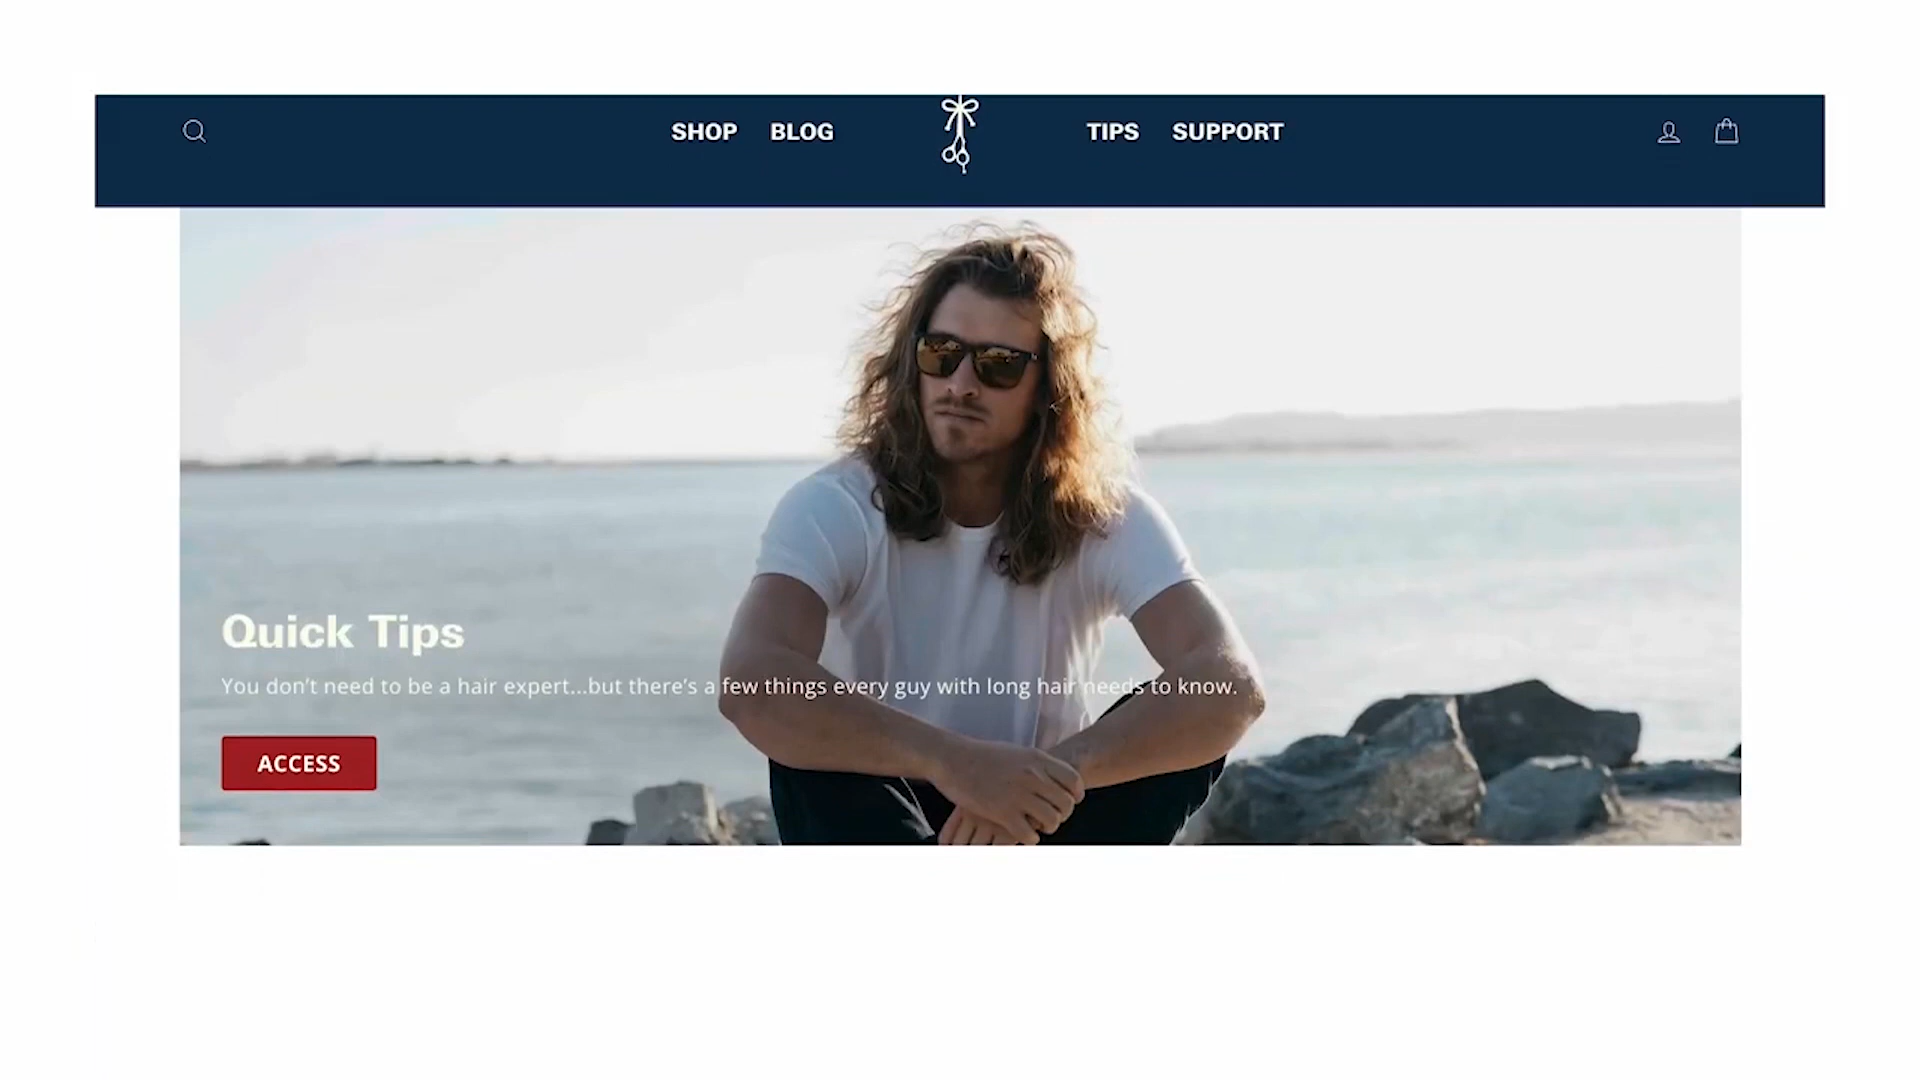 SHOP BLOG TIPS SUPPORT
Quick Tips
You don't need to be a hair expert...but there's a few things every guy with long hair needs to know.
ACCESS